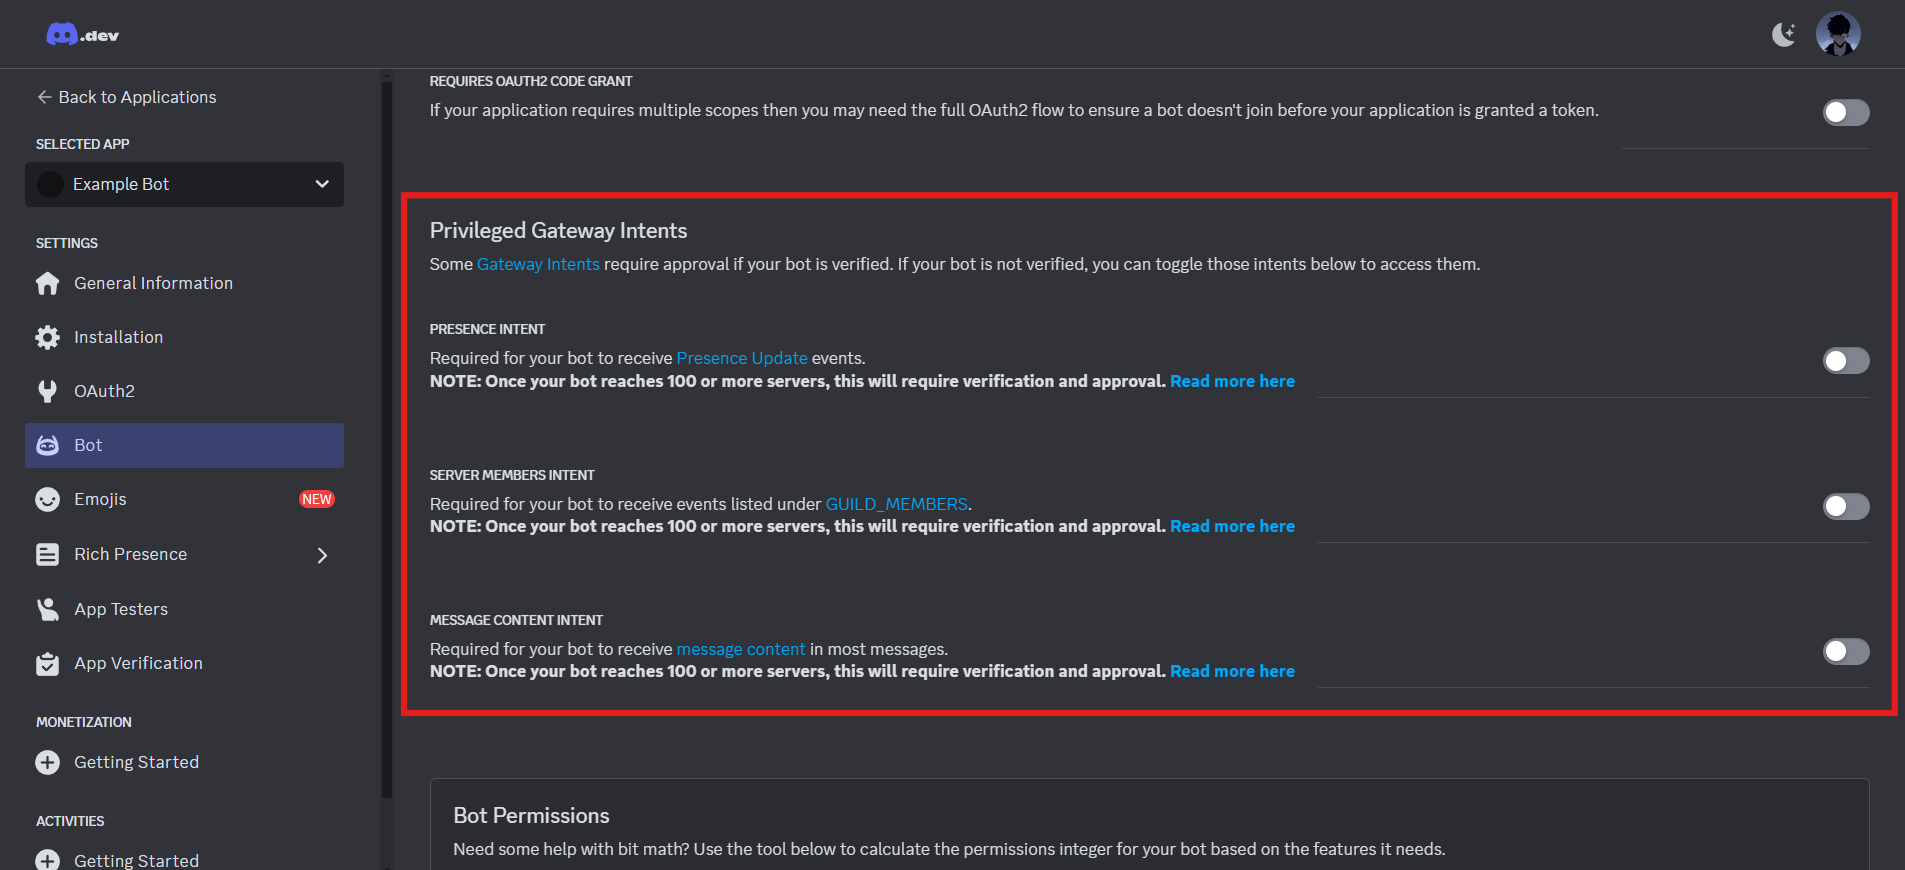 .dev
Back to Applications
SELECTED APP
Example Bot
SETTINGS
General Information
Installation
OAuth2
Bot
Emojis NEW
Rich Presence
App Testers
App Verification
MONETIZATION
Getting Started
ACTIVITIES
Getting Started
REQUIRES OAUTH2 CODE GRANT
If your application requires multiple scopes then you may need the full OAuth2 flow to ensure a bot doesn't join before your application is granted a token.
Privileged Gateway Intents
Some Gateway Intents require approval if your bot is verified. If your bot is not verified, you can toggle those intents below to access them.
PRESENCE INTENT
Required for your bot to receive Presence Update events.
NOTE: Once your bot reaches 100 or more servers, this will require verification and approval. Read more here
SERVER MEMBERS INTENT
Required for your bot to receive events listed under GUILD_MEMBERS.
NOTE: Once your bot reaches 100 or more servers, this will require verification and approval. Read more here
MESSAGE CONTENT INTENT
Required for your bot to receive message content in most messages.
NOTE: Once your bot reaches 100 or more servers, this will require verification and approval. Read more here
Bot Permissions
Need some help with bit math? Use the tool below to calculate the permissions integer for your bot based on the features it needs.